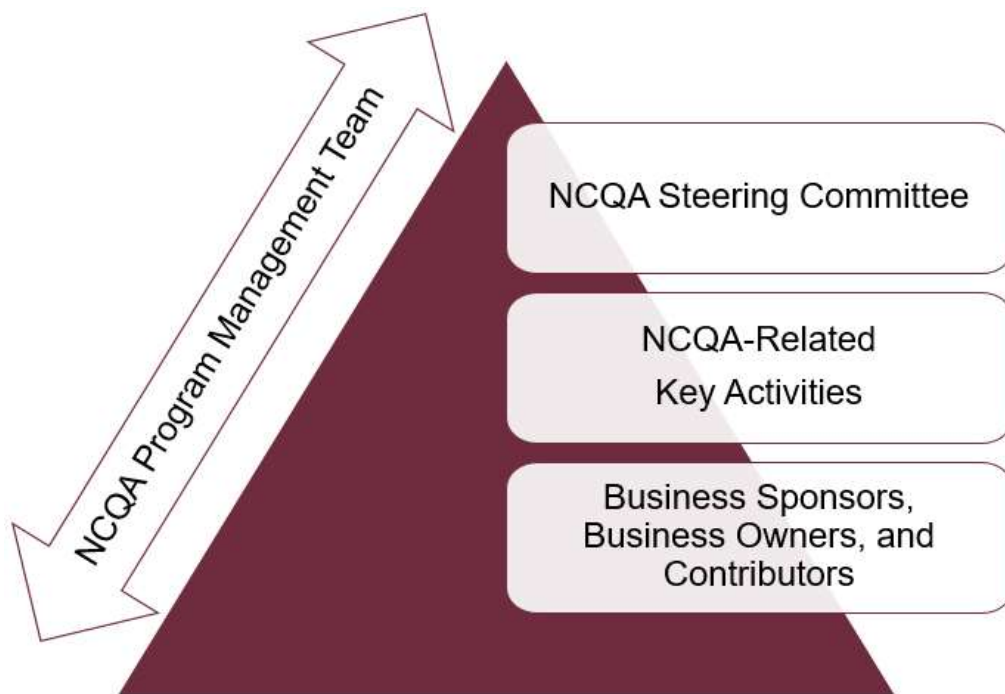 NCQA Program Management Team
NCQA Steering Committee
NCQA-Related
Key Activities
Business Sponsors,
Business Owners, and
Contributors